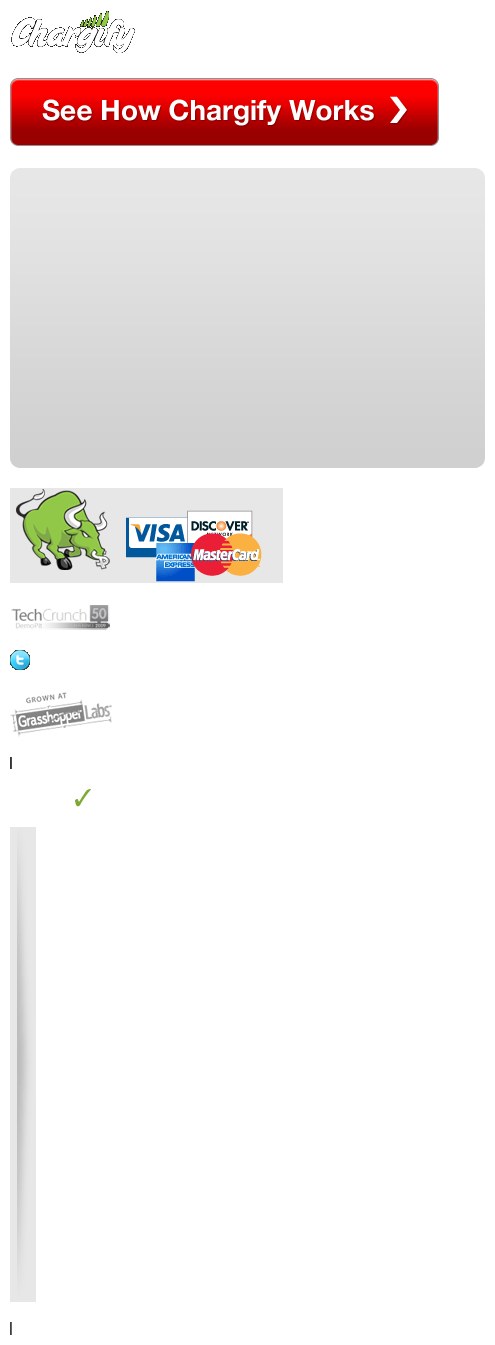 Chargify
See How Chargify Works ❯
VISA
DISCOVER
NETWORK
AMERICAN
EXPRESS
MasterCard
TechCrunch 50
DemoPit
2009
GROWN AT
Grasshopper Labs